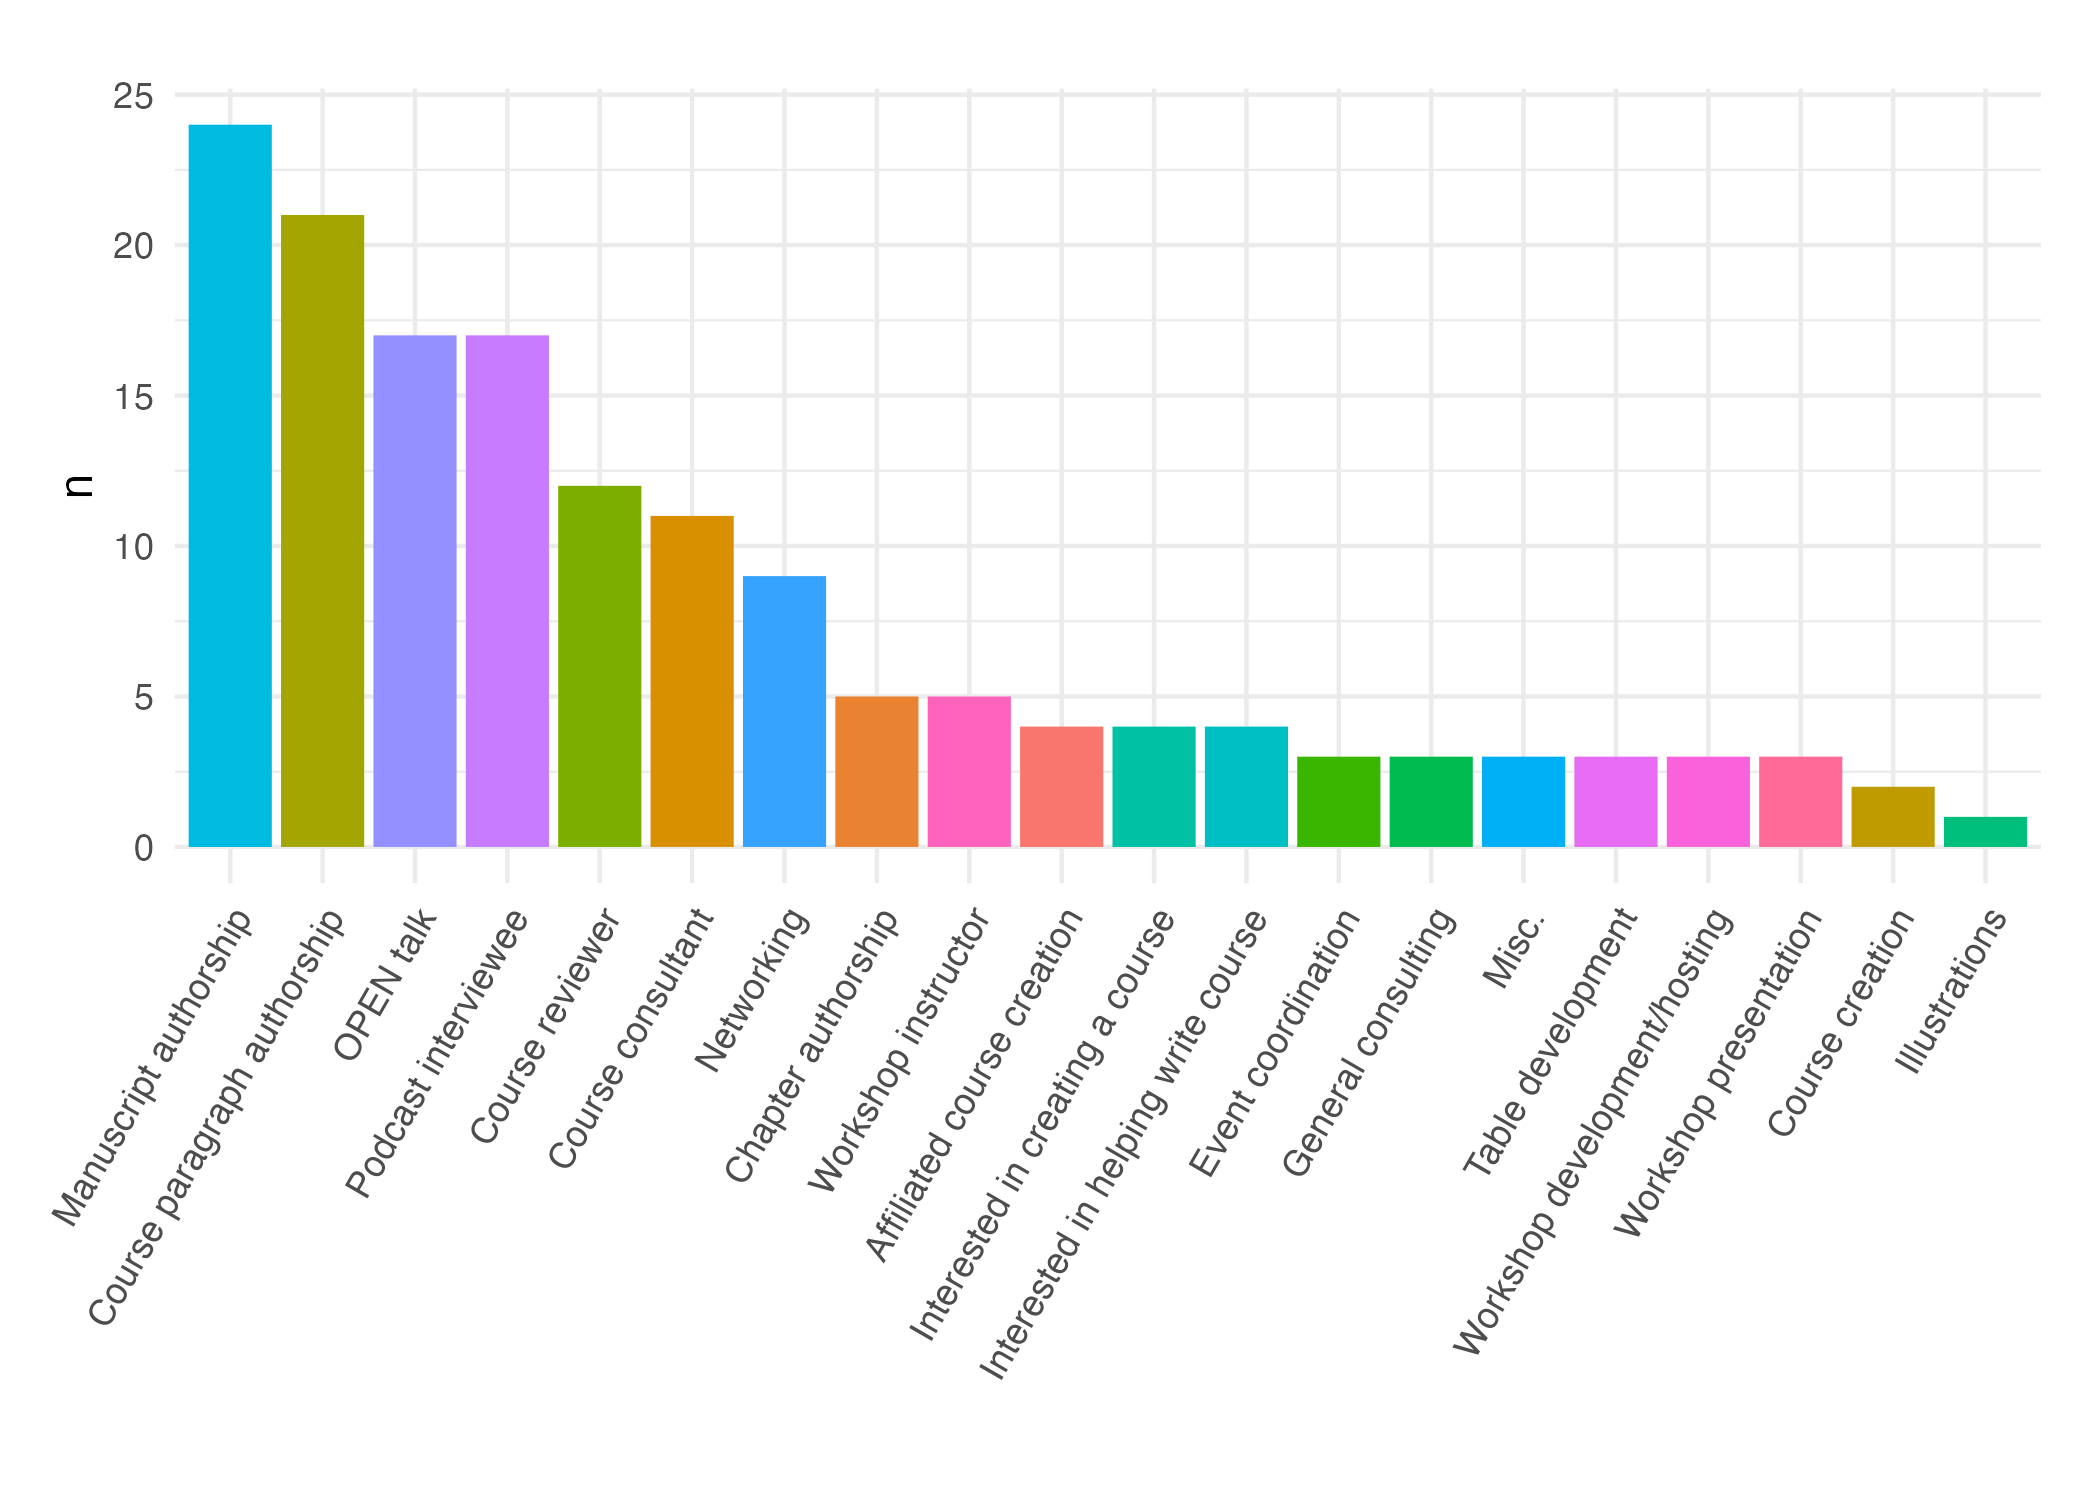 25
20
15
10
5
0
n
Manuscript authorship
Course paragraph authorship
OPEN talk
Podcast interviewee
Course reviewer
Course consultant
Networking
Chapter authorship
Workshop instructor
Affiliated course creation
Interested in creating a course
Interested in helping write course
Event coordination
General consulting
Misc.
Table development
Workshop development/hosting
Workshop presentation
Course creation
Illustrations